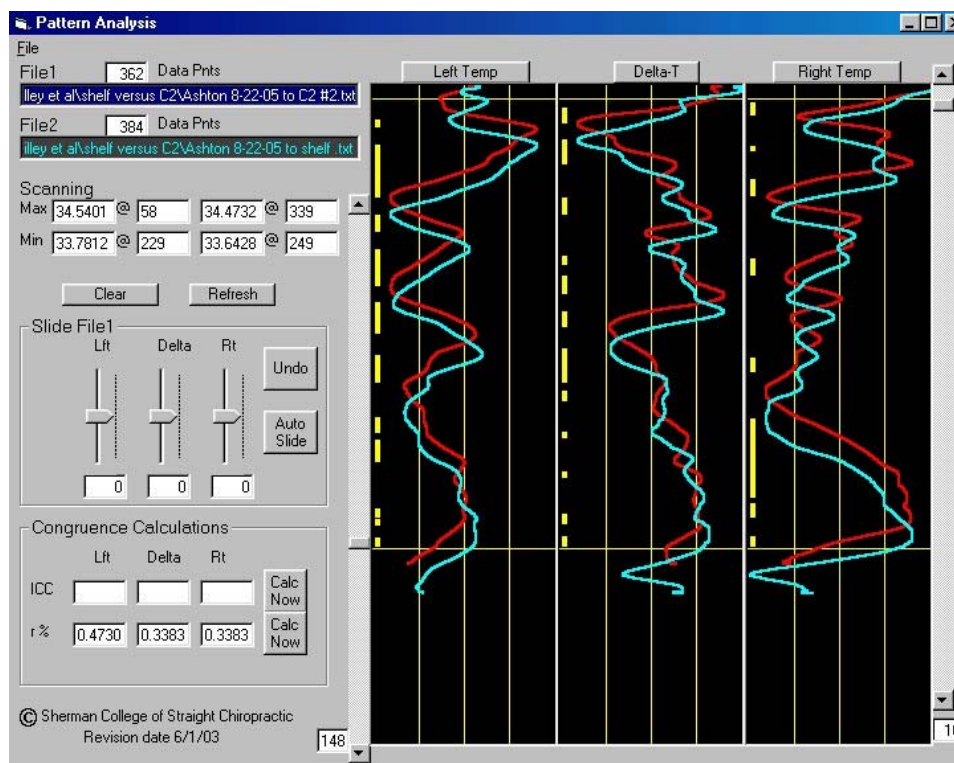 Pattern Analysis
File
File1 362 Data Pnts
lley et al\shelf versus C2\Ashton 8-22-05 to C2 #2.txt
File2 384 Data Pnts
illey et al\shelf versus C2\Ashton 8-22-05 to shelf .txt
Scanning
Max 34.5401 @ 58 34.4732 @ 339
Min 33.7812 @ 229 33.6428 @ 249
Clear Refresh
Slide File1
Lft Delta Rt
Undo
Auto
Slide
0 0 0
Congruence Calculations
Lft Delta Rt
ICC Calc
Now
r % 0.4730 0.3383 0.3383 Calc
Now
© Sherman College of Straight Chiropractic
Revision date 6/1/03
148
Left Temp Delta-T Right Temp